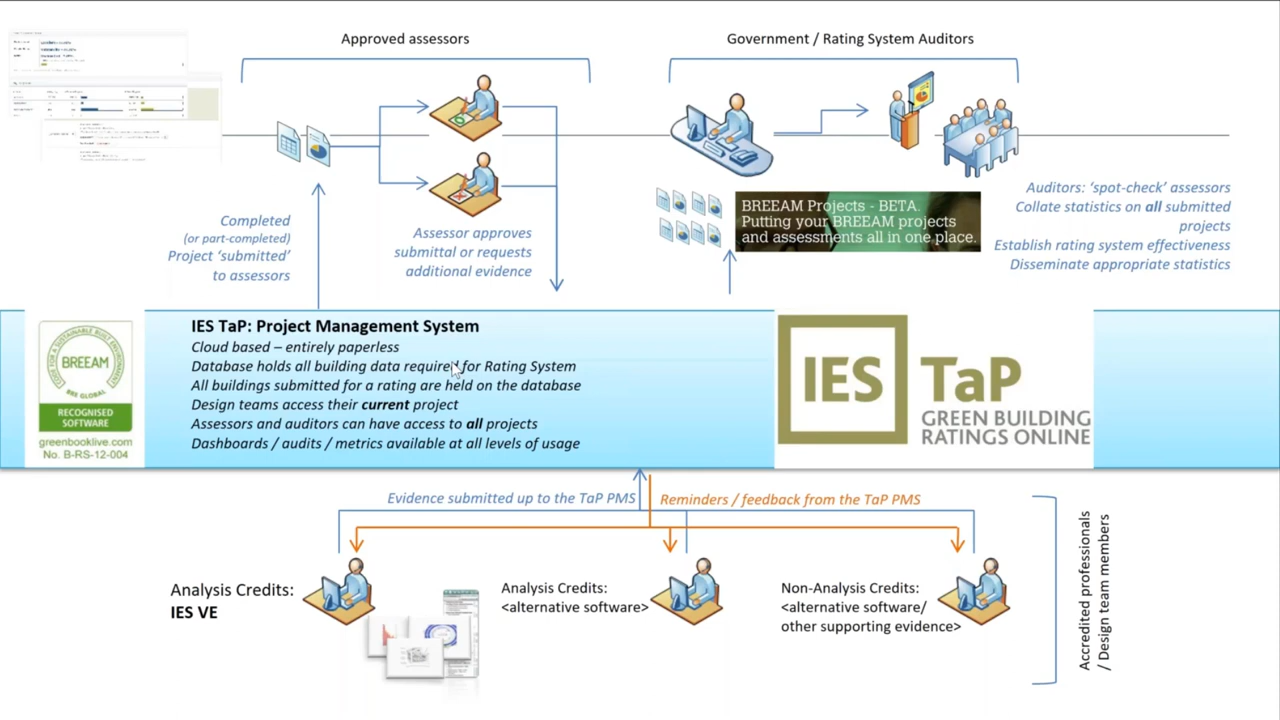 Approved assessors
Government / Rating System Auditors
Completed
(or part-completed)
Project ‘submitted’
to assessors
Assessor approves
submittal or requests
additional evidence
BREEAM Projects - BETA.
Putting your BREEAM projects
and assessments all in one place.
Auditors: ‘spot-check’ assessors
Collate statistics on all submitted
projects
Establish rating system effectiveness
Disseminate appropriate statistics
BREEAM
BRE GLOBAL
RECOGNISED
SOFTWARE
greenbooklive.com
No. B-RS-12-004
IES TaP: Project Management System
Cloud based – entirely paperless
Database holds all building data required for Rating System
All buildings submitted for a rating are held on the database
Design teams access their current project
Assessors and auditors can have access to all projects
Dashboards / audits / metrics available at all levels of usage
IES TaP
GREEN BUILDING
RATINGS ONLINE
Evidence submitted up to the TaP PMS
Reminders / feedback from the TaP PMS
Analysis Credits:
IES VE
Analysis Credits:
<alternative software>
Non-Analysis Credits:
<alternative software/
other supporting evidence>
Accredited professionals
/ Design team members